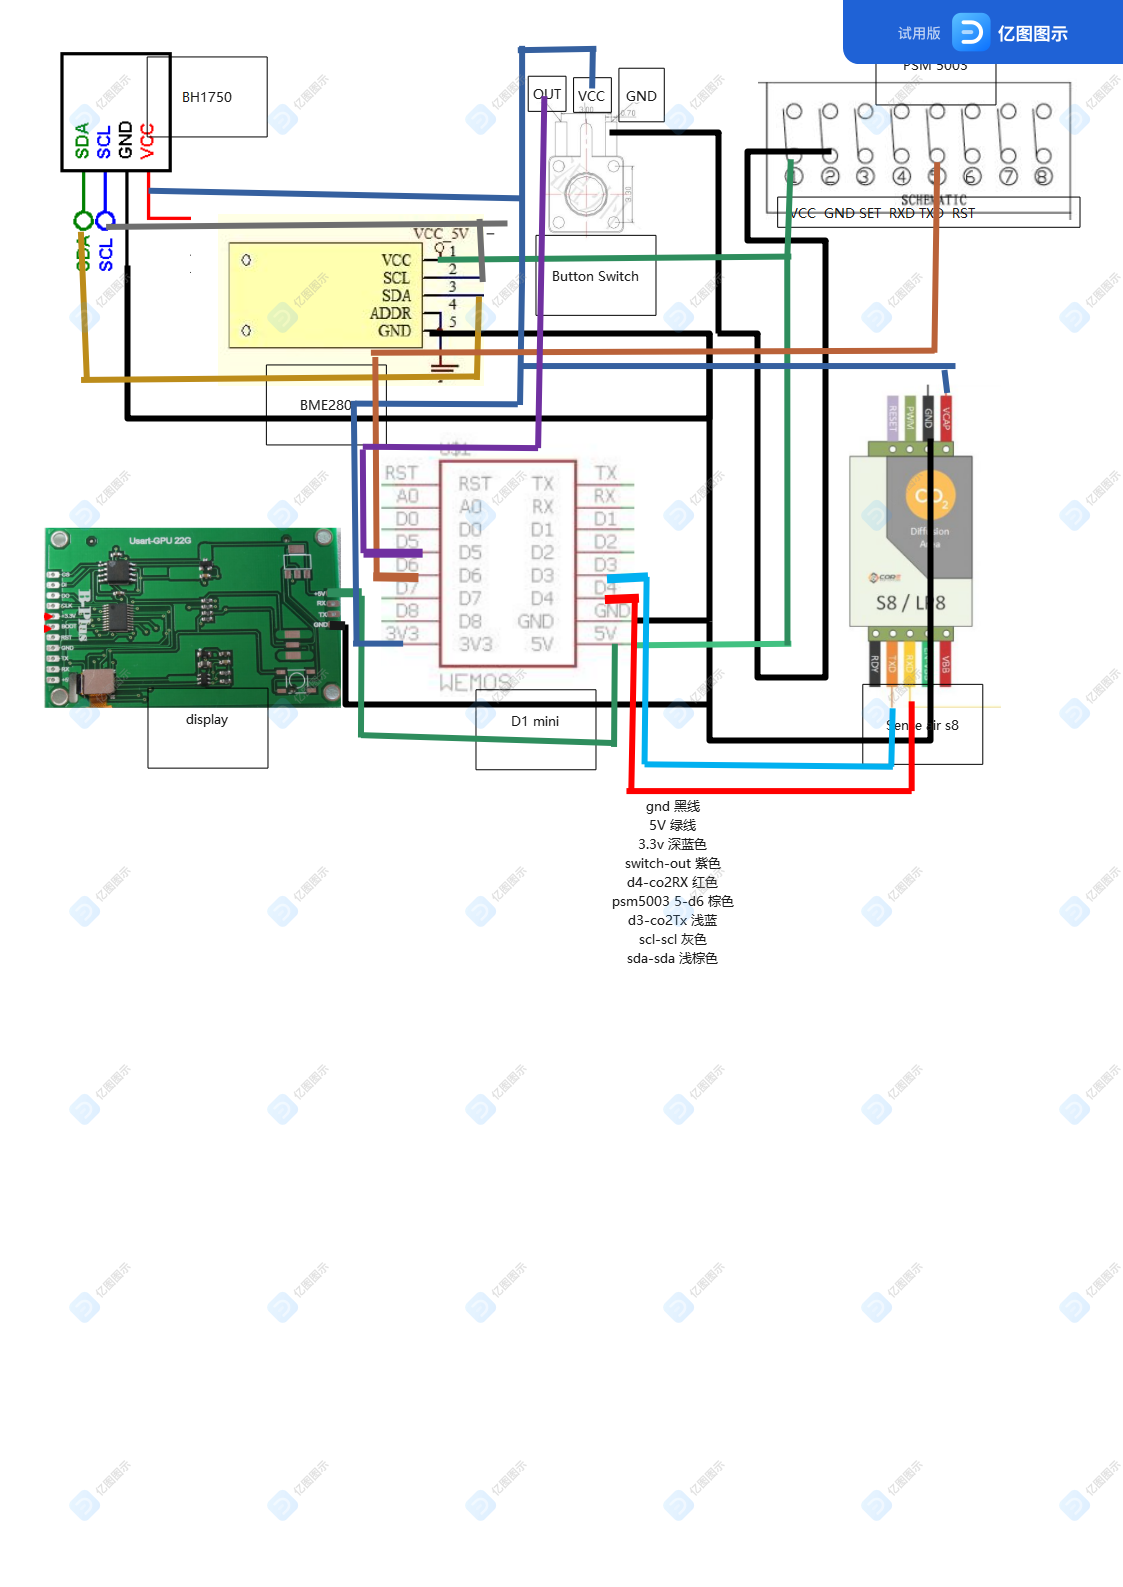 试用版 亿图图示
PSM 5003
BH1750
SDA
SCL
GND
VCC
SDA
SCL
OUT
VCC
GND
Button Switch
① ② ③ ④ ⑤ ⑥ ⑦ ⑧
SCHEMATIC
VCC GND SET RXD TXD RST
VCC_5V
VCC 1
SCL 2
SDA 3
ADDR 4
GND 5
BME280
U$1
RST RST TX TX
A0 A0 RX RX
D0 D0 D1 D1
D5 D5 D2 D2
D6 D6 D3 D3
D7 D7 D4 D4
D8 D8 GND GND
3V3 3V3 5V 5V
WEMOS
D1 mini
Usart-GPU 22G
+5V
RX
TX
GND
display
RESET
PWM
GND
VCAP
CO2
Diffusion
Area
S8 / LP8
RDY
TXD
RXD
VBB
Sense air s8
gnd 黑线
5V 绿线
3.3v 深蓝色
switch-out 紫色
d4-co2RX 红色
psm5003 5-d6 棕色
d3-co2Tx 浅蓝
scl-scl 灰色
sda-sda 浅棕色